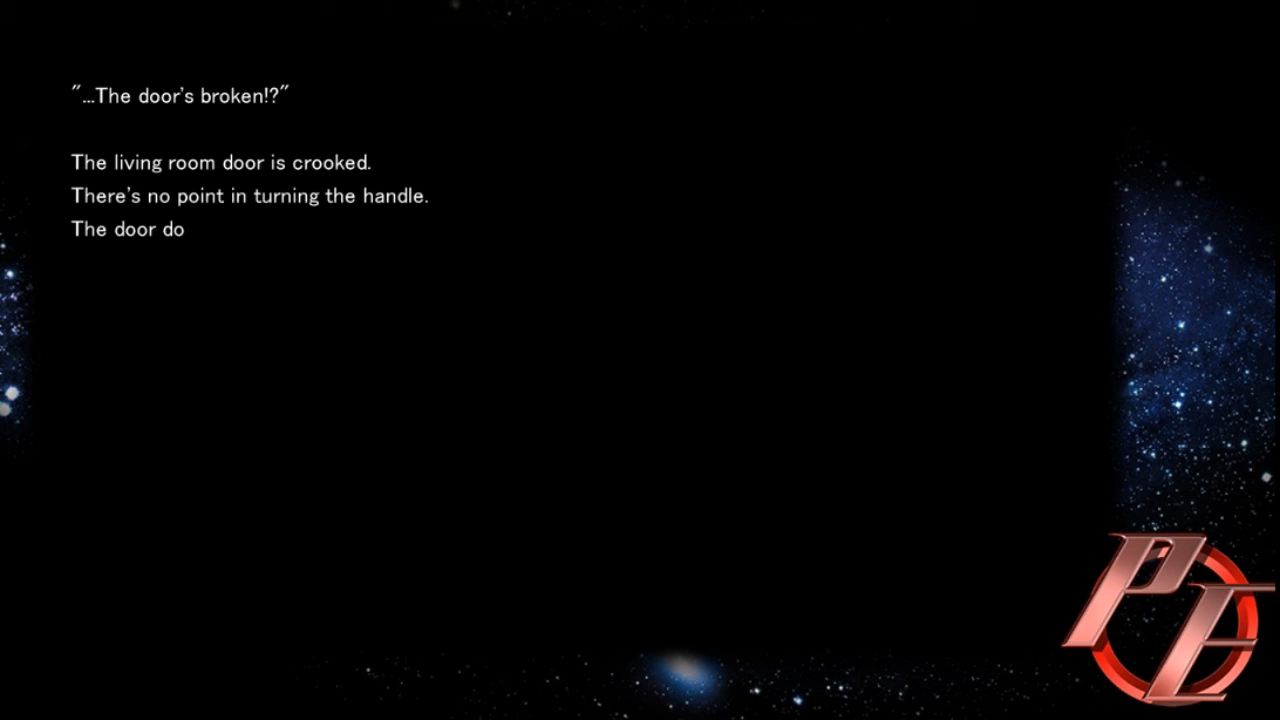 "...The door's broken!?"
The living room door is crooked.
There's no point in turning the handle.
The door do
PE